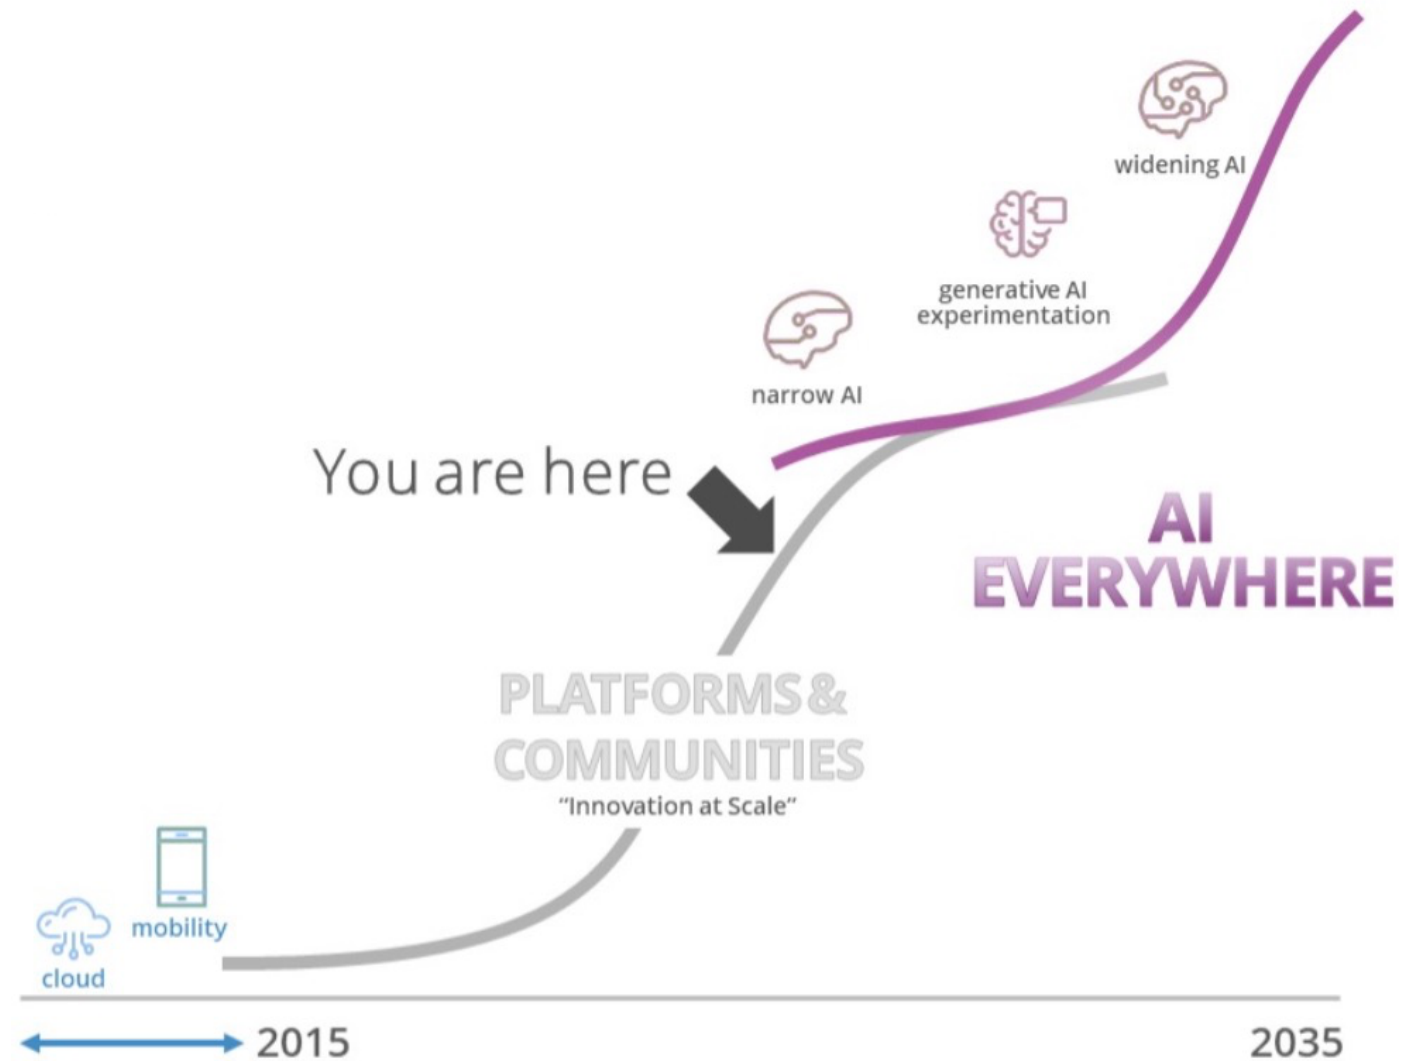 widening AI
generative AI
experimentation
narrow AI
You are here
AI
EVERYWHERE
PLATFORMS &
COMMUNITIES
“Innovation at Scale”
mobility
cloud
2015
2035